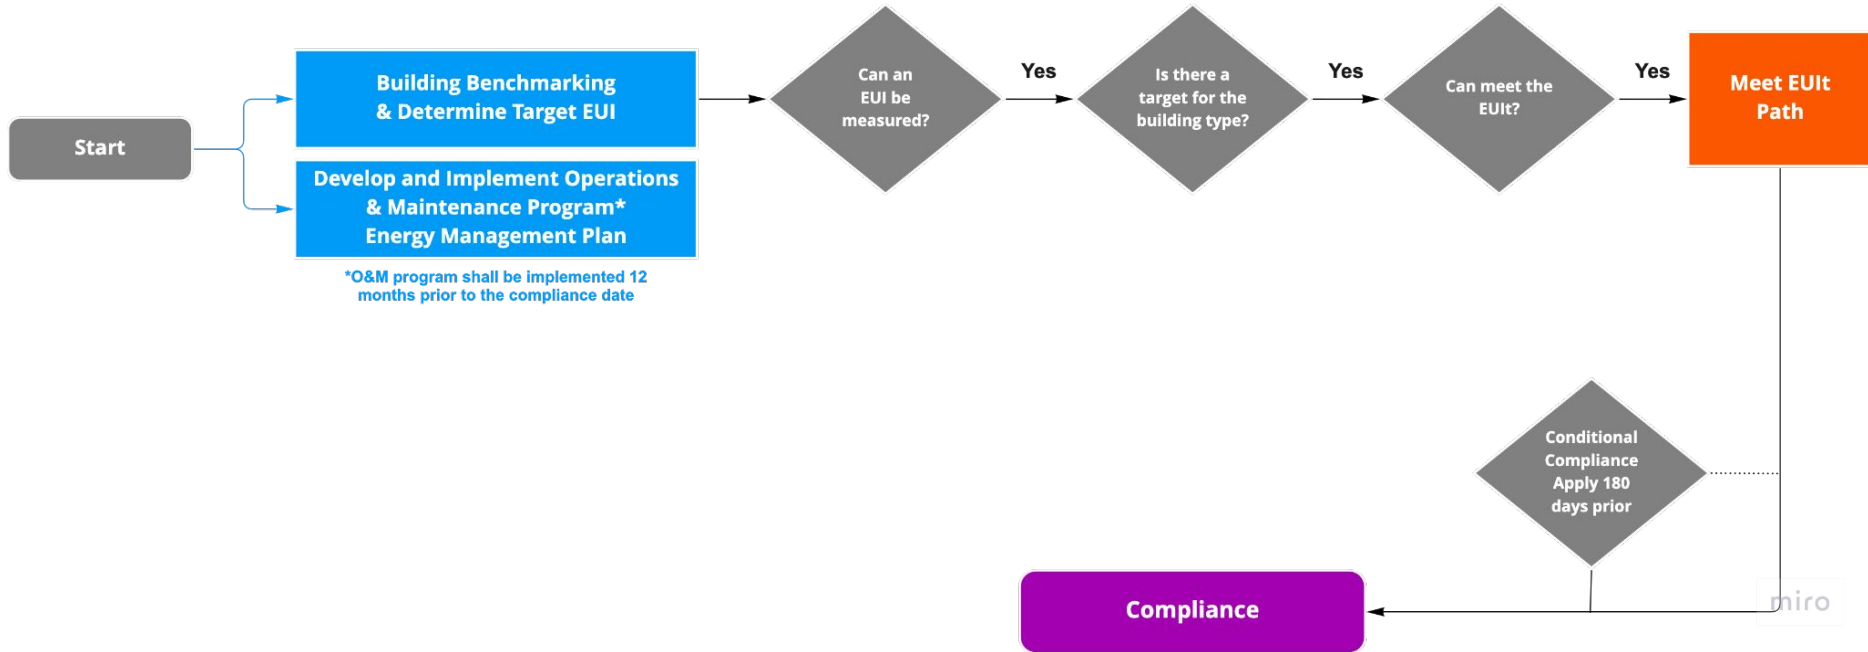 Start
Building Benchmarking
& Determine Target EUI
Develop and Implement Operations
& Maintenance Program*
Energy Management Plan
*O&M program shall be implemented 12
months prior to the compliance date
Can an
EUI be
measured?
Yes
Is there a
target for the
building type?
Yes
Can meet the
EUIt?
Yes
Meet EUIt
Path
Conditional
Compliance
Apply 180
days prior
Compliance
miro